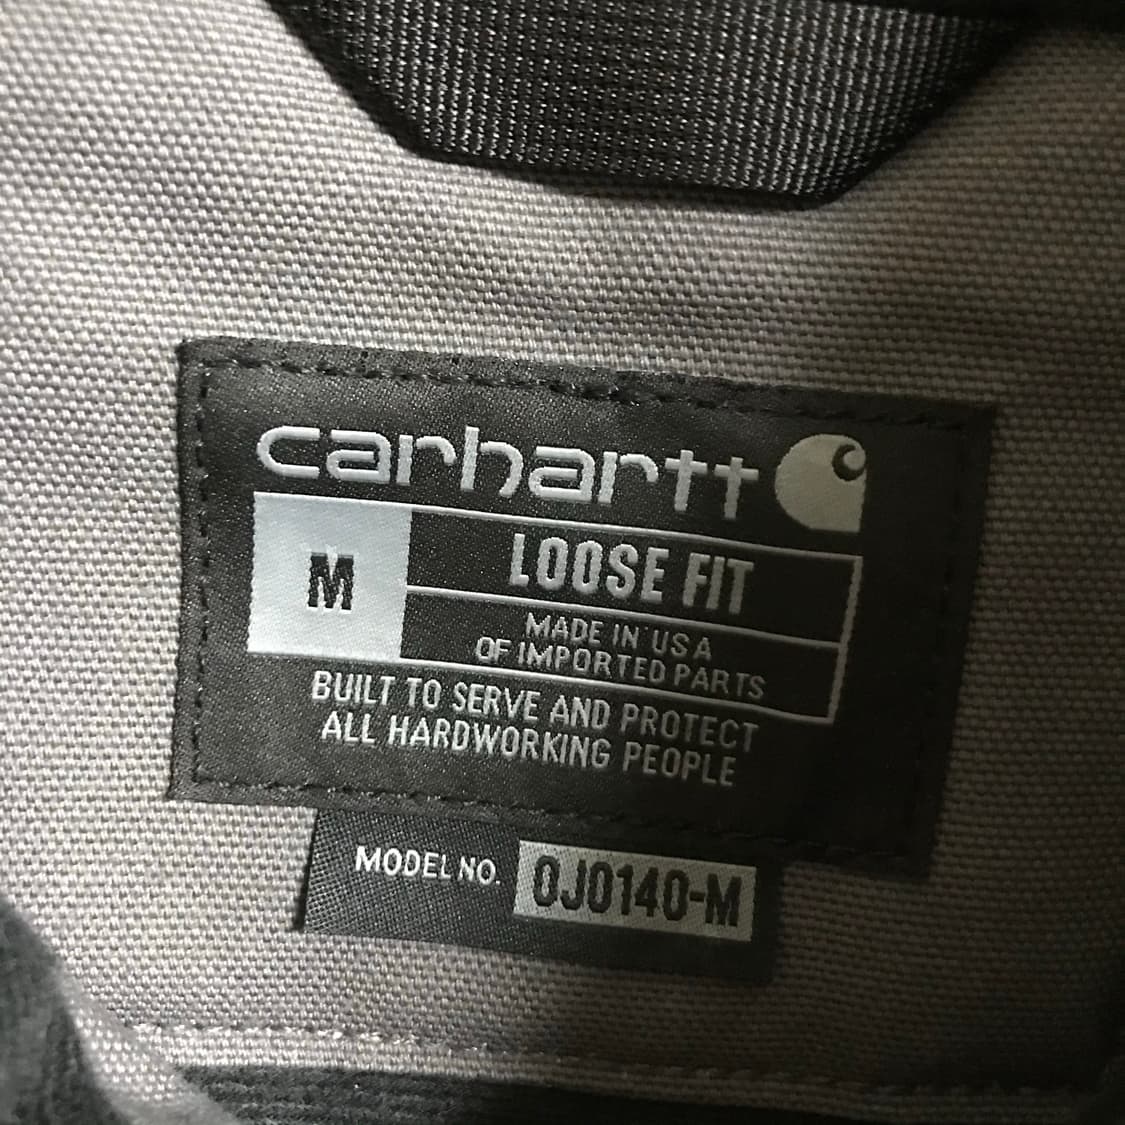 carhartt
M
LOOSE FIT
MADE IN USA
OF IMPORTED PARTS
BUILT TO SERVE AND PROTECT
ALL HARDWORKING PEOPLE
MODEL NO. 0J0140-M